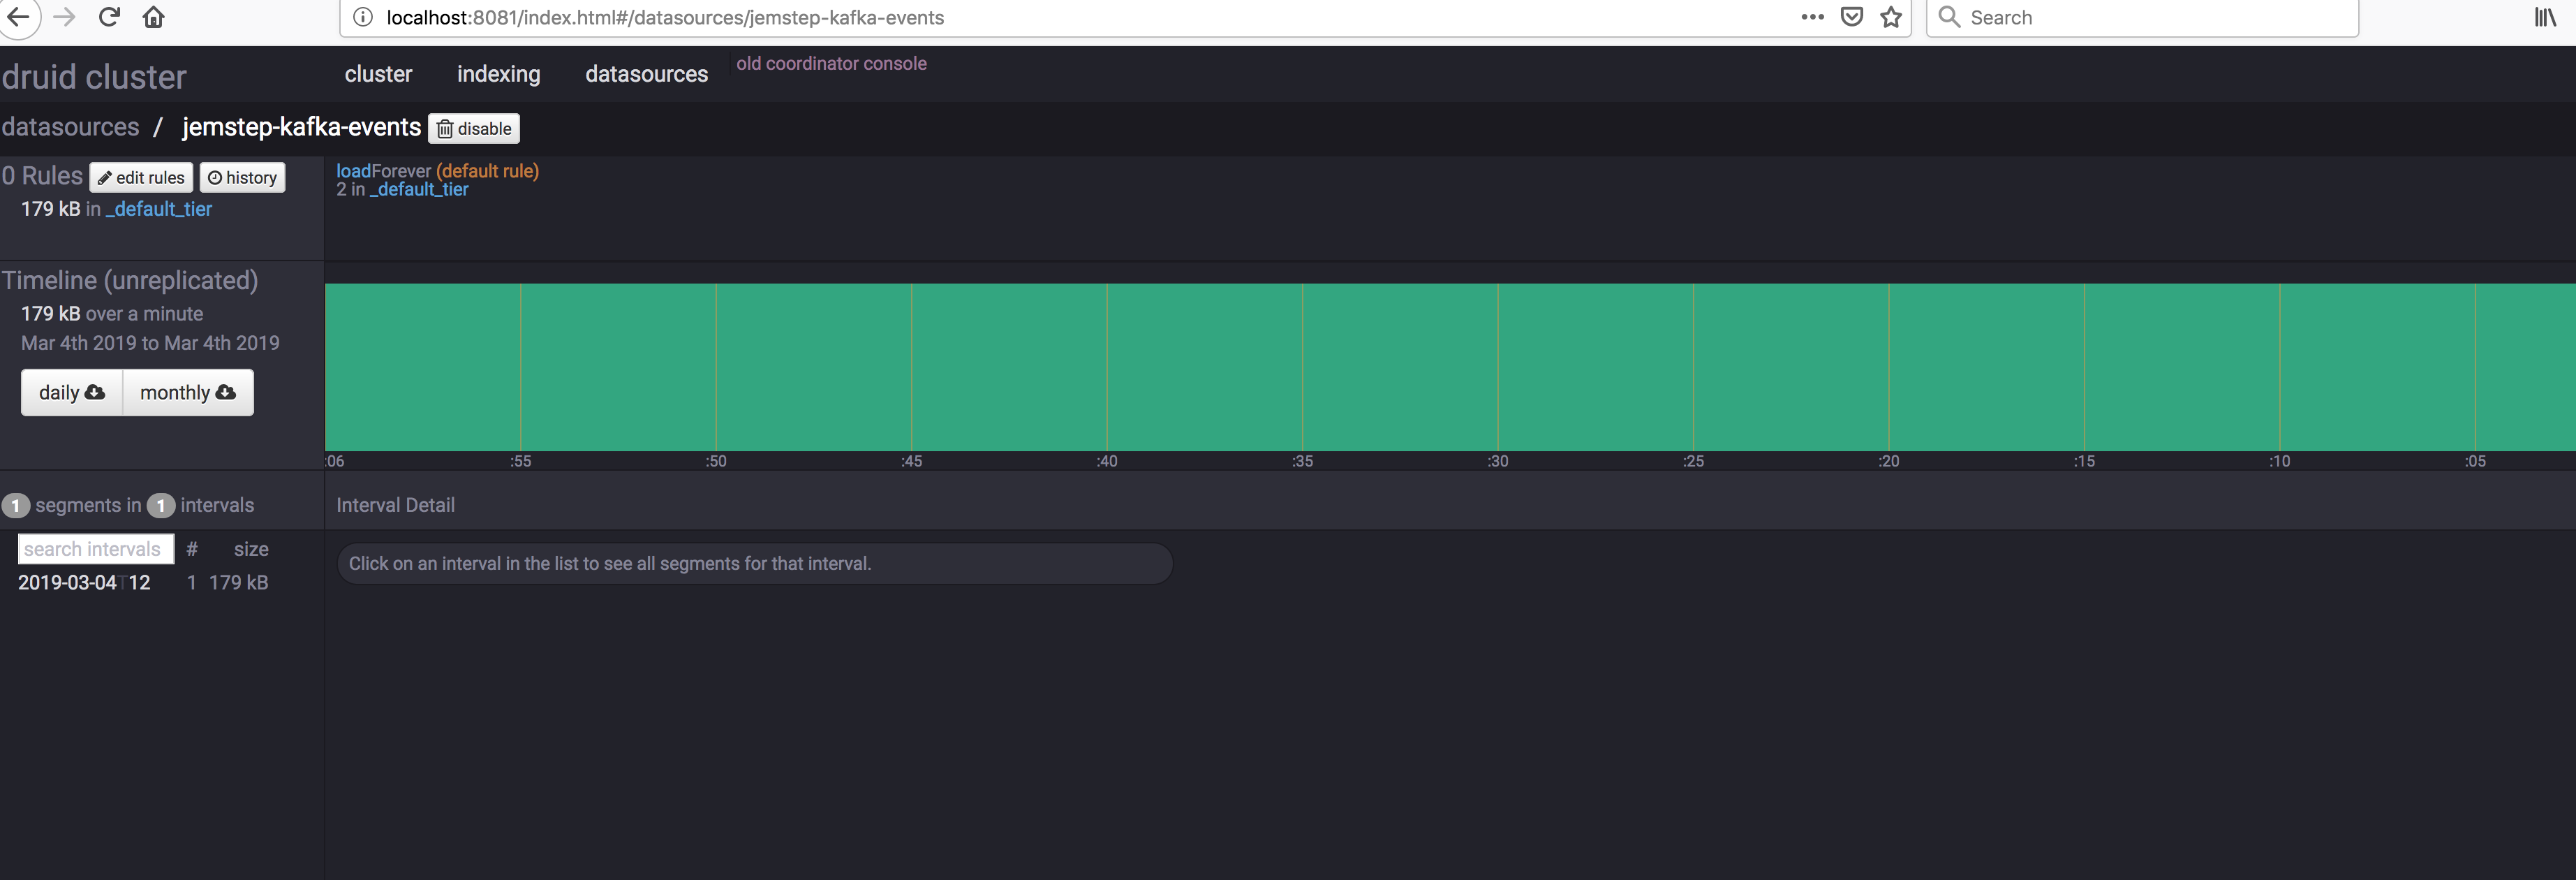 localhost:8081/index.html#/datasources/jemstep-kafka-events
Search
druid cluster
cluster indexing datasources old coordinator console
datasources / jemstep-kafka-events disable
0 Rules edit rules history
179 kB in _default_tier
loadForever (default rule)
2 in _default_tier
Timeline (unreplicated)
179 kB over a minute
Mar 4th 2019 to Mar 4th 2019
daily monthly
:06 :55 :50 :45 :40 :35 :30 :25 :20 :15 :10 :05
1 segments in 1 intervals
Interval Detail
search intervals # size
2019-03-04T12 1 179 kB
Click on an interval in the list to see all segments for that interval.